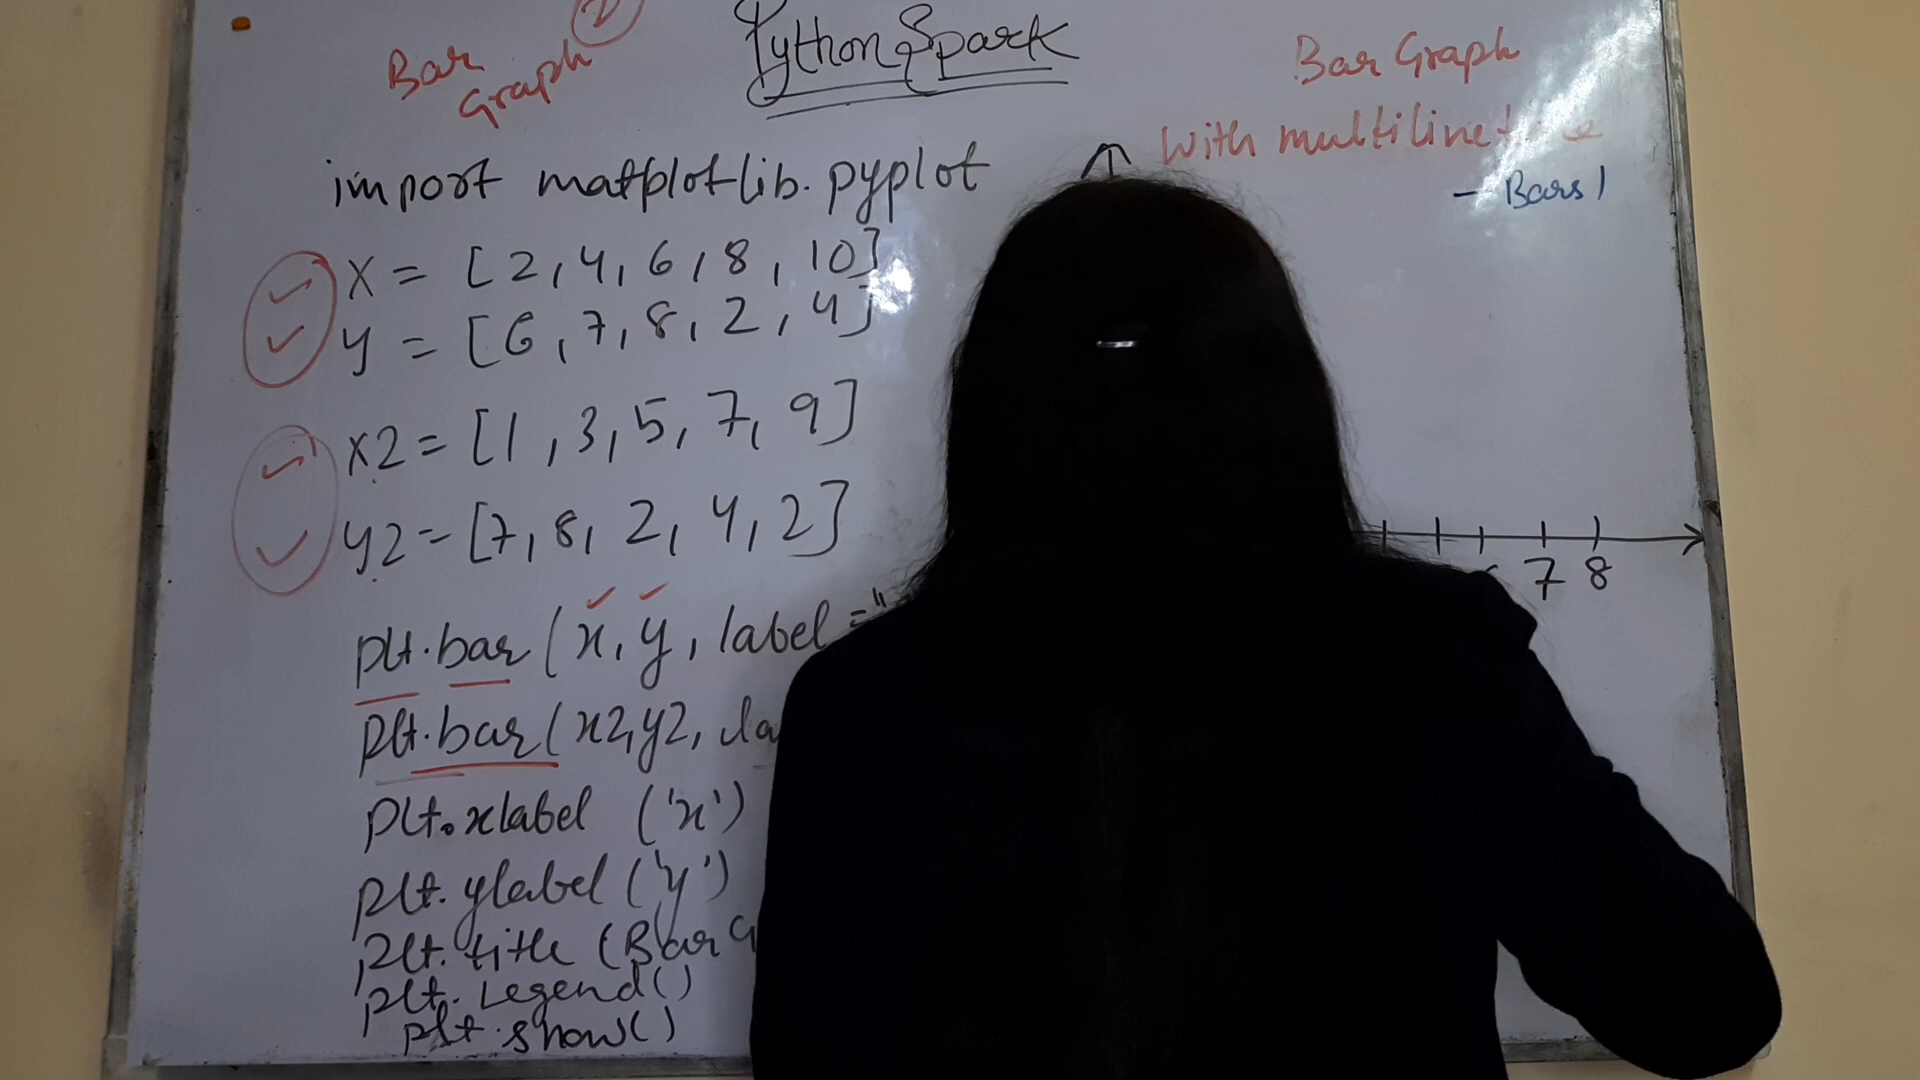 Bar
Graph
2
Python Spark
import matplotlib.pyplot
x = [2, 4, 6, 8, 10]
y = [6, 7, 8, 2, 4]
x2 = [1, 3, 5, 7, 9]
y2 = [7, 8, 2, 4, 2]
plt.bar(x, y, label="
plt.bar(x2, y2, la
plt.xlabel ('x')
plt.ylabel ('y')
plt.title (Bar G
plt. Legend()
plt.show()
Bar Graph
with multiline
- Bars 1
7 8